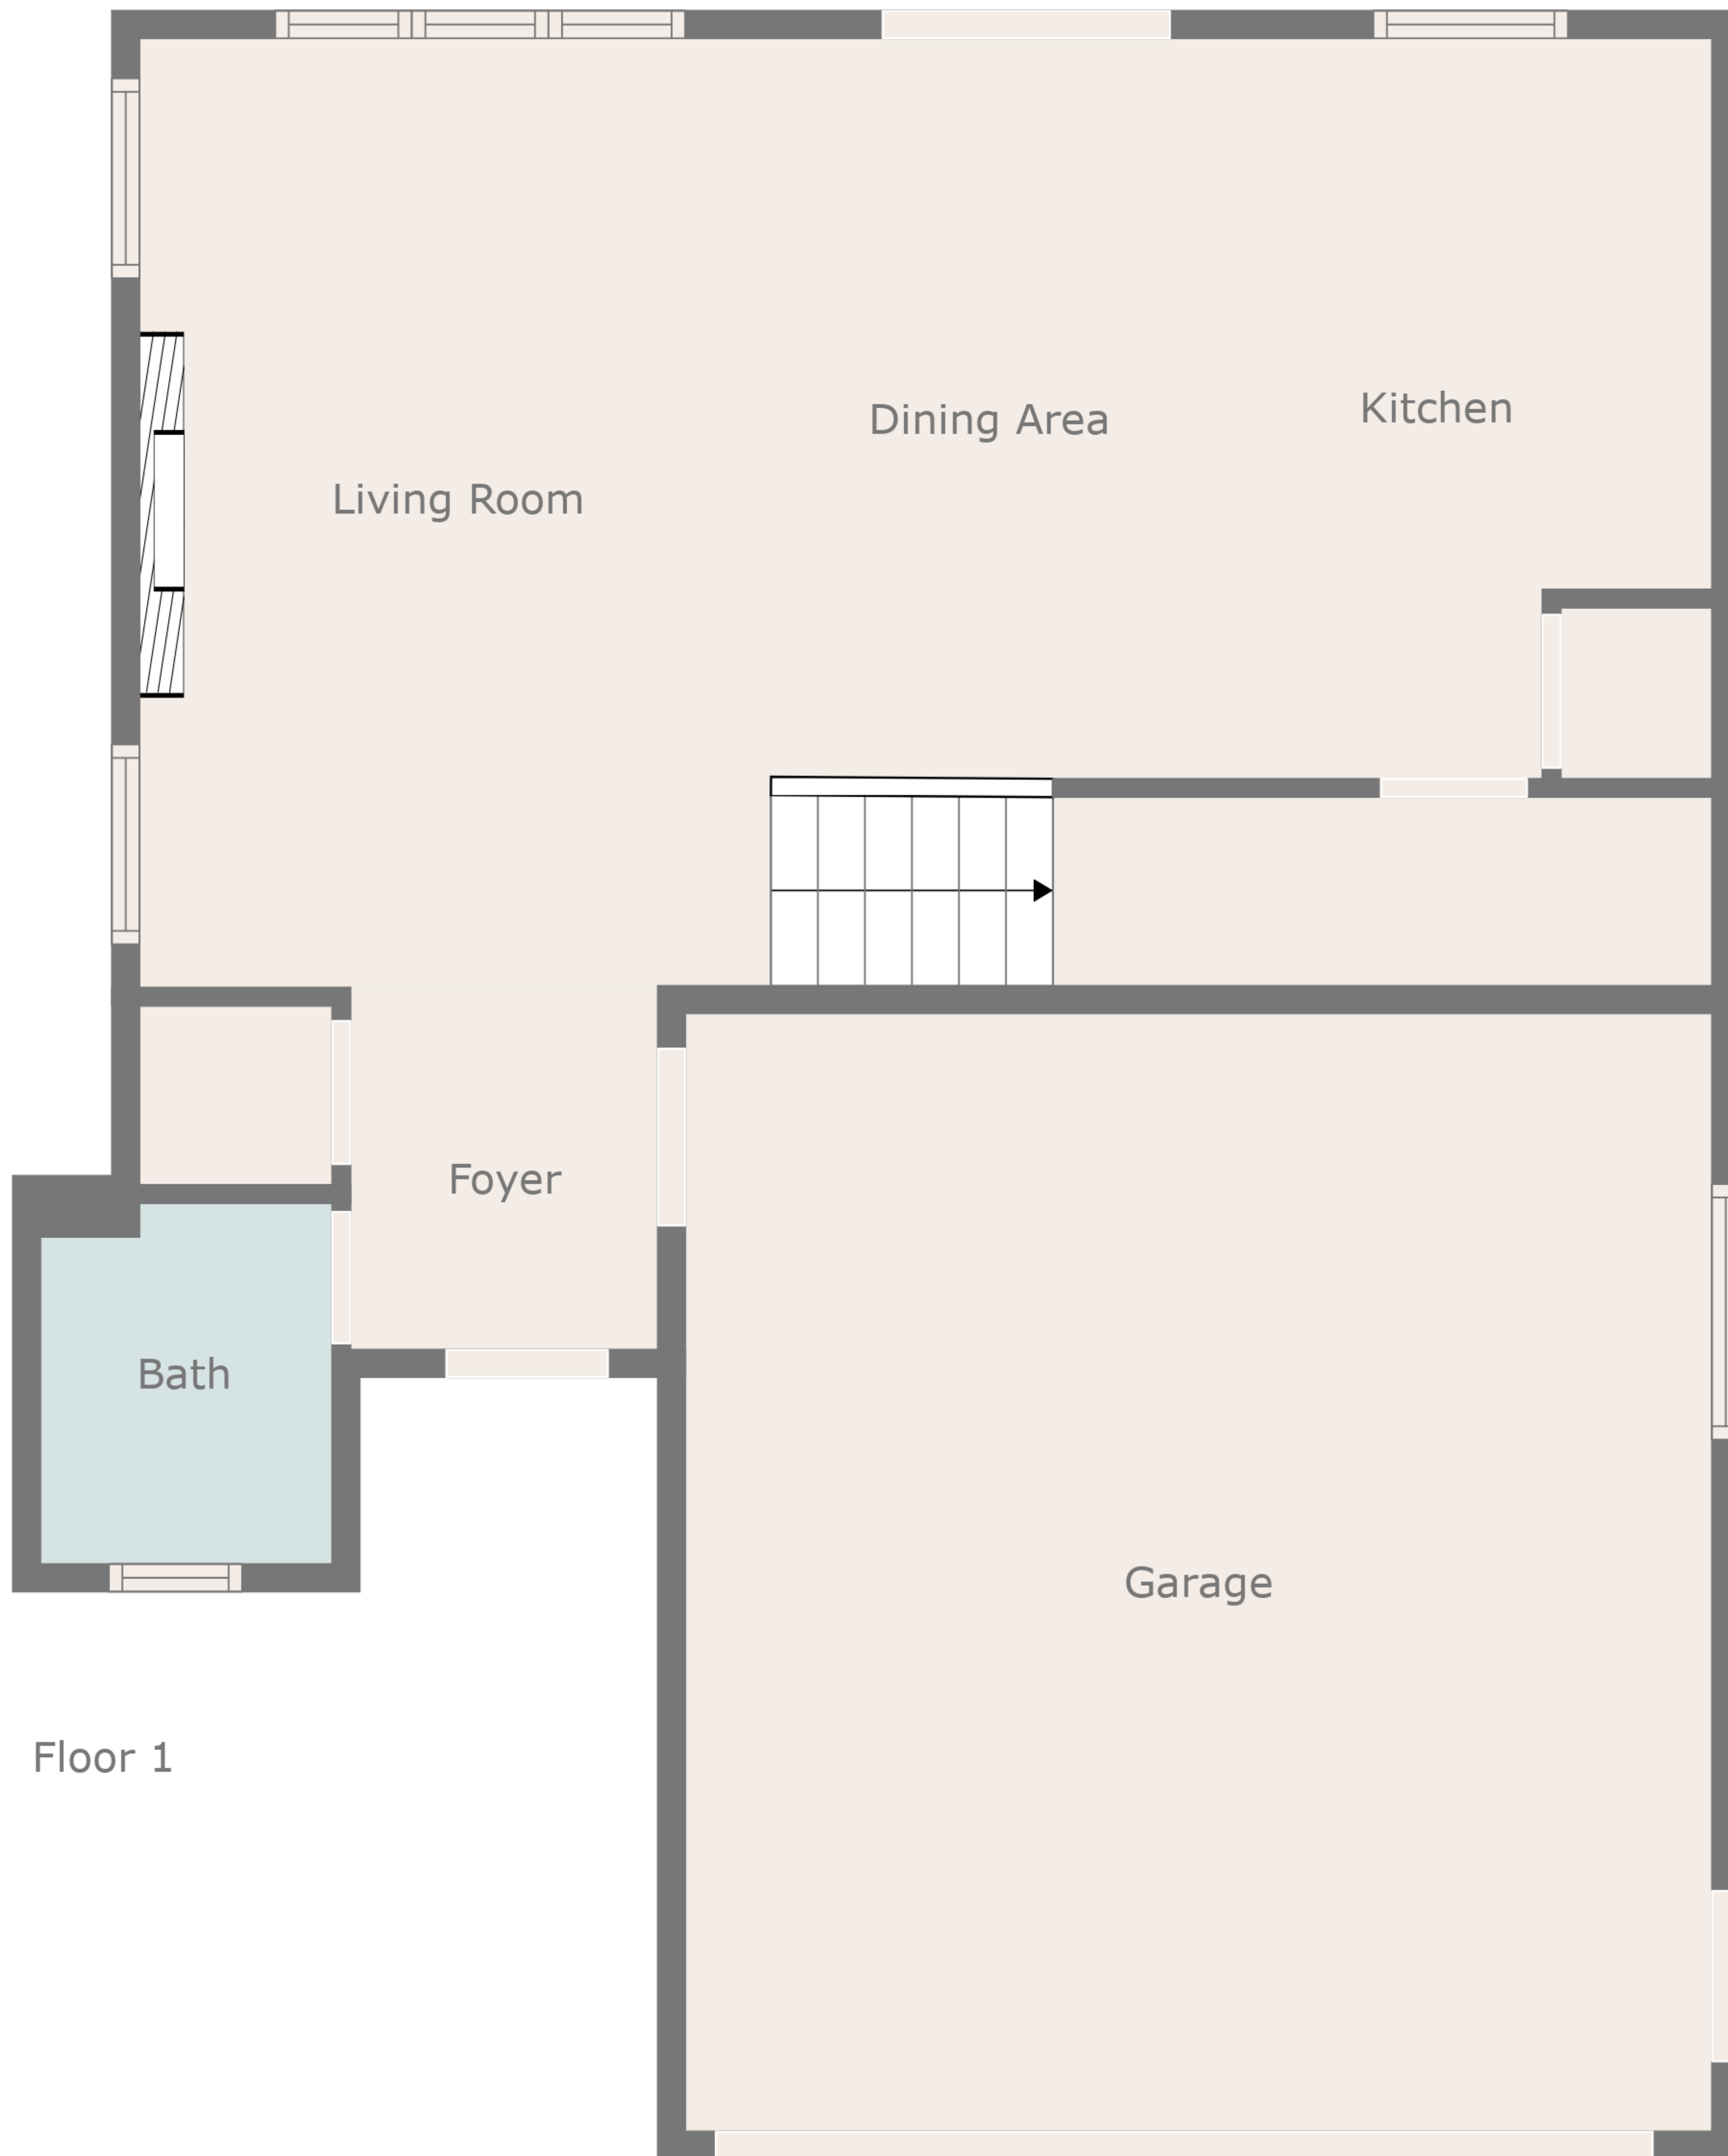 Kitchen
Dining Area
Living Room
Foyer
Bath
Garage
Floor 1